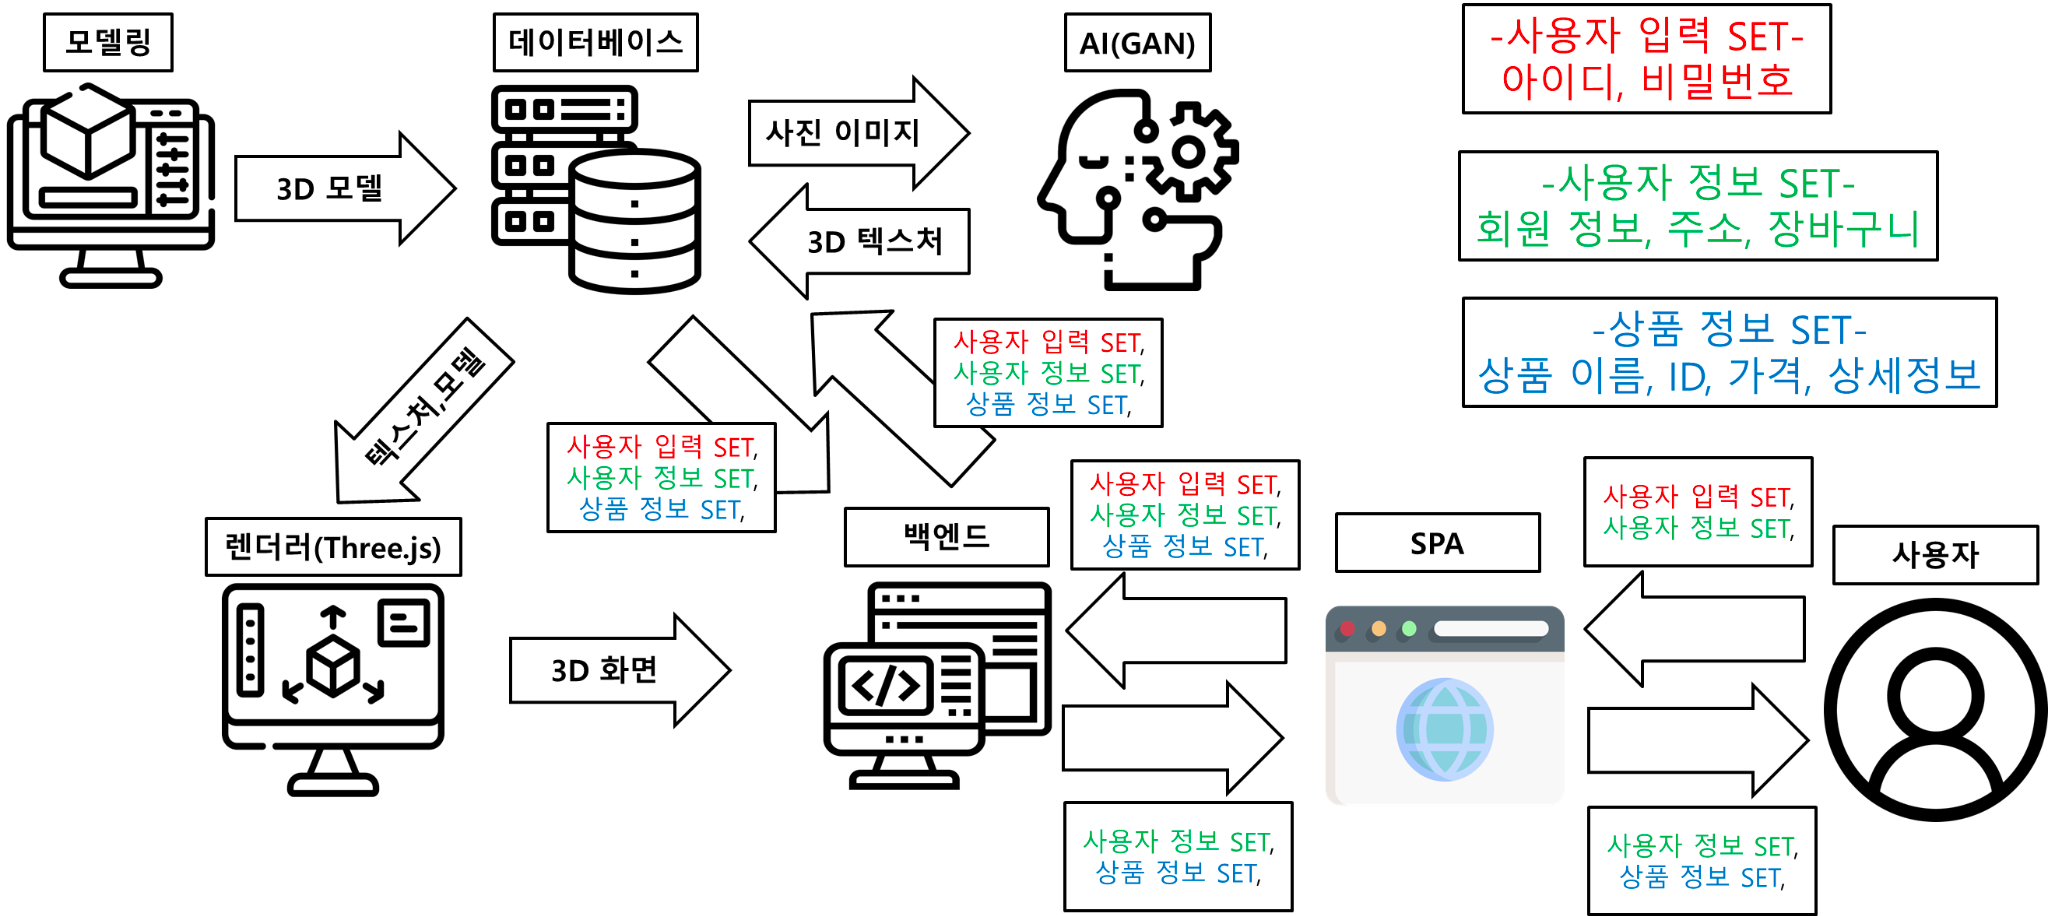 모델링
데이터베이스
AI(GAN)
-사용자 입력 SET-
아이디, 비밀번호
3D 모델
사진 이미지
3D 텍스처
-사용자 정보 SET-
회원 정보, 주소, 장바구니
-상품 정보 SET-
상품 이름, ID, 가격, 상세정보
텍스쳐,모델
사용자 입력 SET,
사용자 정보 SET,
상품 정보 SET,
사용자 입력 SET,
사용자 정보 SET,
상품 정보 SET,
사용자 입력 SET,
사용자 정보 SET,
상품 정보 SET,
사용자 입력 SET,
사용자 정보 SET,
렌더러(Three.js)
백엔드
SPA
사용자
3D 화면
사용자 정보 SET,
상품 정보 SET,
사용자 정보 SET,
상품 정보 SET,